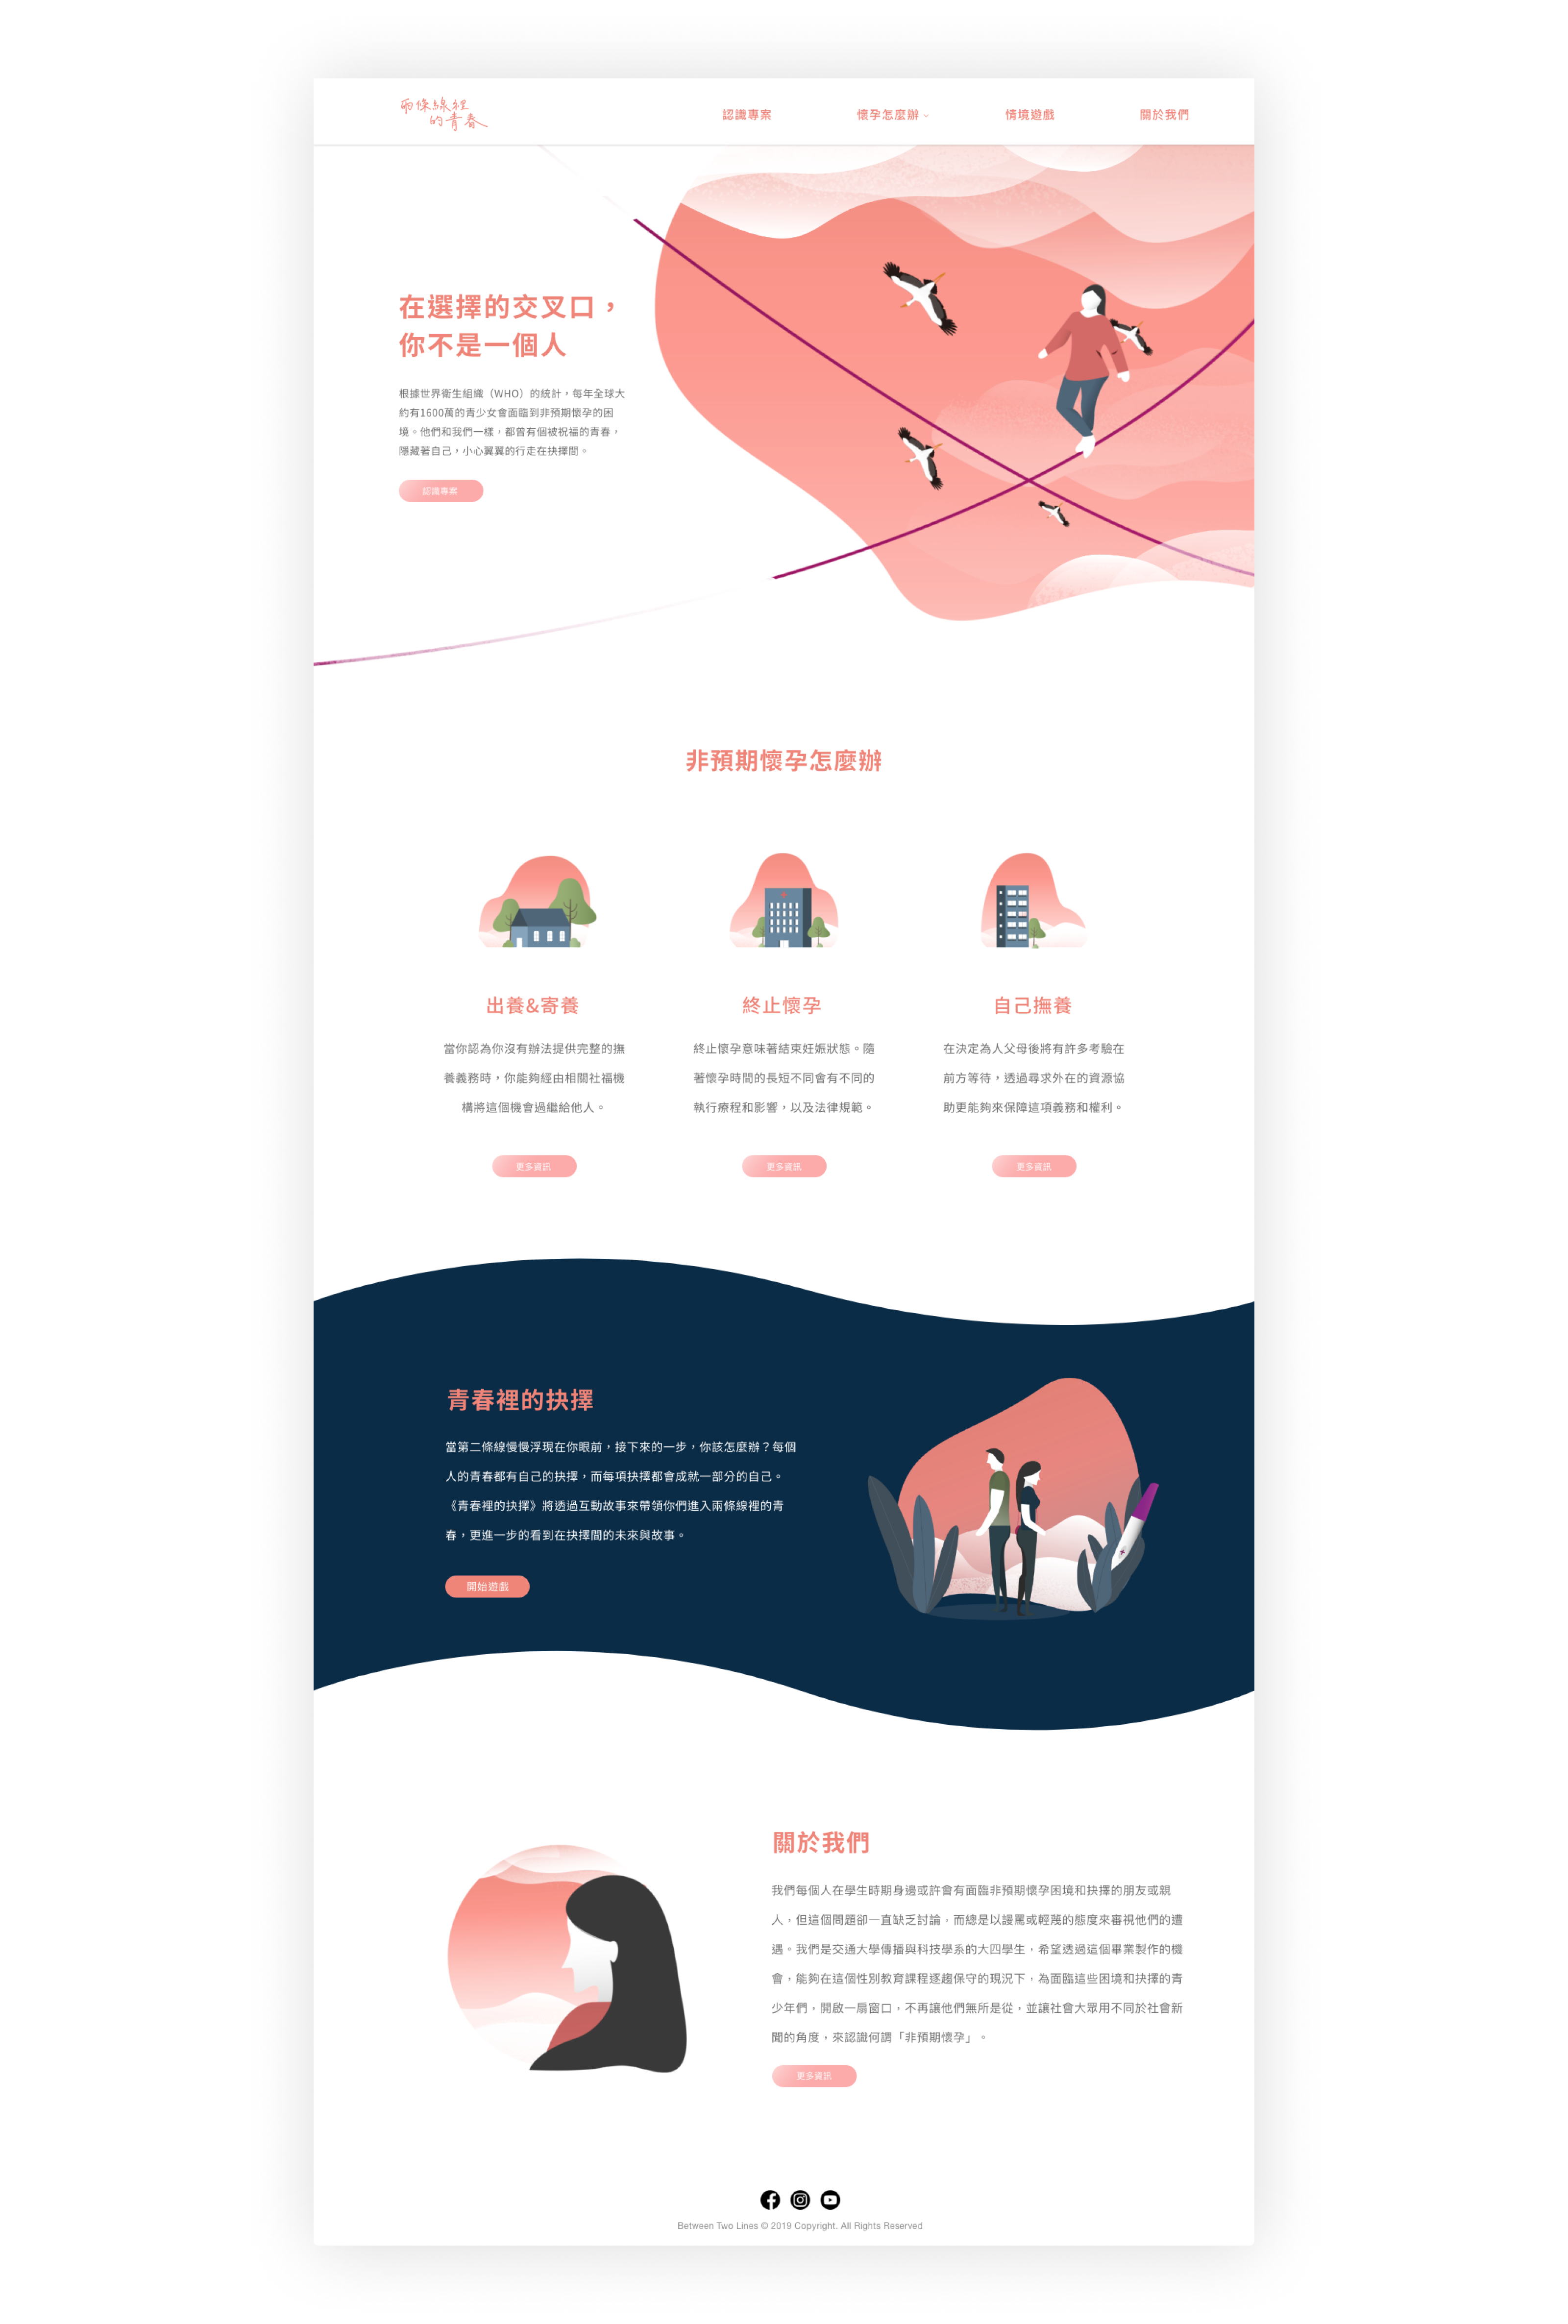 兩條線裡
的青春
認識專案
懷孕怎麼辦
情境遊戲
關於我們
在選擇的交叉口，
你不是一個人
根據世界衛生組織（WHO）的統計，每年全球大
約有1600萬的青少女會面臨到非預期懷孕的困
境。他們和我們一樣，都曾有個被祝福的青春，
隱藏著自己，小心翼翼的行走在抉擇間。
認識專案
非預期懷孕怎麼辦
出養&寄養
當你認為你沒有辦法提供完整的撫
養義務時，你能夠經由相關社福機
構將這個機會過繼給他人。
更多資訊
終止懷孕
終止懷孕意味著結束妊娠狀態。隨
著懷孕時間的長短不同會有不同的
執行療程和影響，以及法律規範。
更多資訊
自己撫養
在決定為人父母後將有許多考驗在
前方等待，透過尋求外在的資源協
助更能夠來保障這項義務和權利。
更多資訊
青春裡的抉擇
當第二條線慢慢浮現在你眼前，接下來的一步，你該怎麼辦？每個
人的青春都有自己的抉擇，而每項抉擇都會成就一部分的自己。
《青春裡的抉擇》將透過互動故事來帶領你們進入兩條線裡的青
春，更進一步的看到在抉擇間的未來與故事。
開始遊戲
關於我們
我們每個人在學生時期身邊或許會有面臨非預期懷孕困境和抉擇的朋友或親
人，但這個問題卻一直缺乏討論，而總是以謾罵或輕蔑的態度來審視他們的遭
遇。我們是交通大學傳播與科技學系的大四學生，希望透過這個畢業製作的機
會，能夠在這個性別教育課程逐趨保守的現況下，為面臨這些困境和抉擇的青
少年們，開啟一扇窗口，不再讓他們無所是從，並讓社會大眾用不同於社會新
聞的角度，來認識何謂「非預期懷孕」。
更多資訊
Between Two Lines © 2019 Copyright. All Rights Reserved